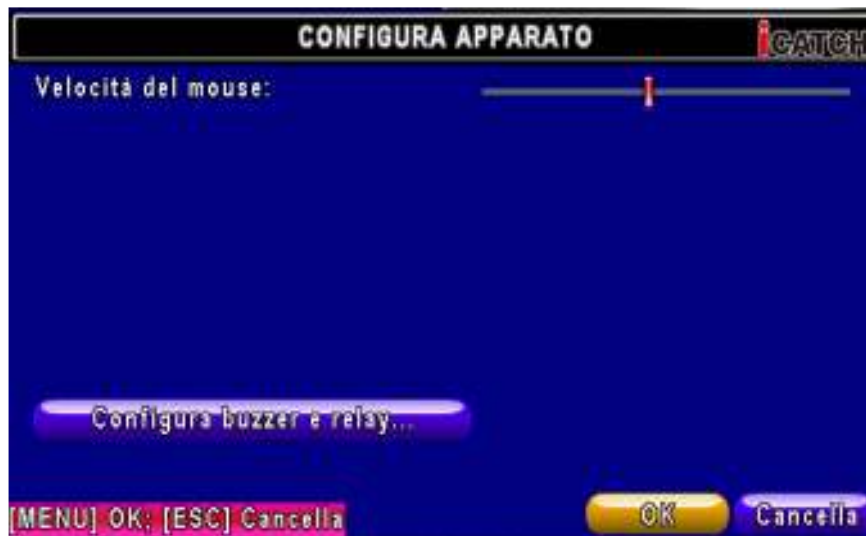 CONFIGURA APPARATO
iCATCH
Velocità del mouse:
Configura buzzer e relay...
[MENU] OK; [ESC] Cancella
OK
Cancella